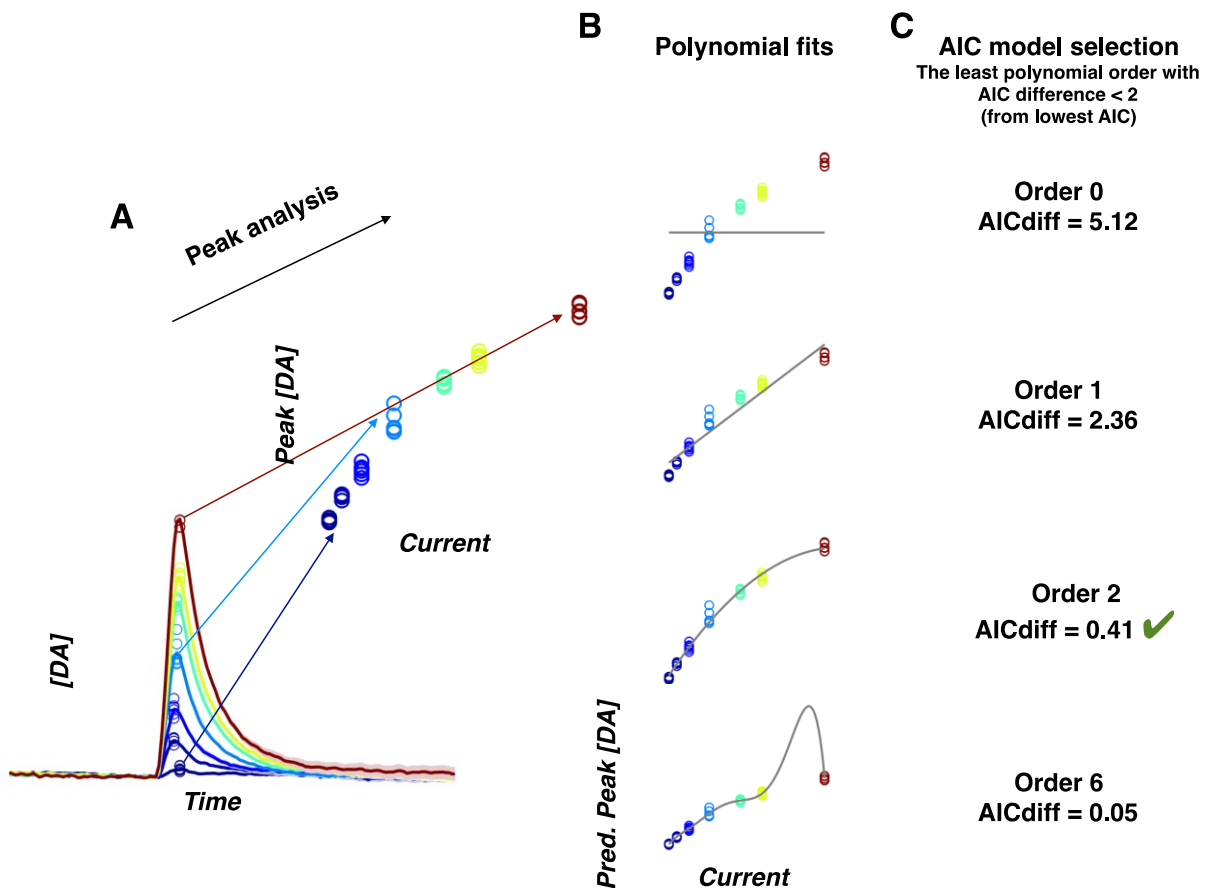 A
Peak analysis
Peak [DA]
Current
[DA]
Time
B
Polynomial fits
Pred. Peak [DA]
Current
C
AIC model selection
The least polynomial order with
AIC difference < 2
(from lowest AIC)
Order 0
AICdiff = 5.12
Order 1
AICdiff = 2.36
Order 2
AICdiff = 0.41 ✔
Order 6
AICdiff = 0.05